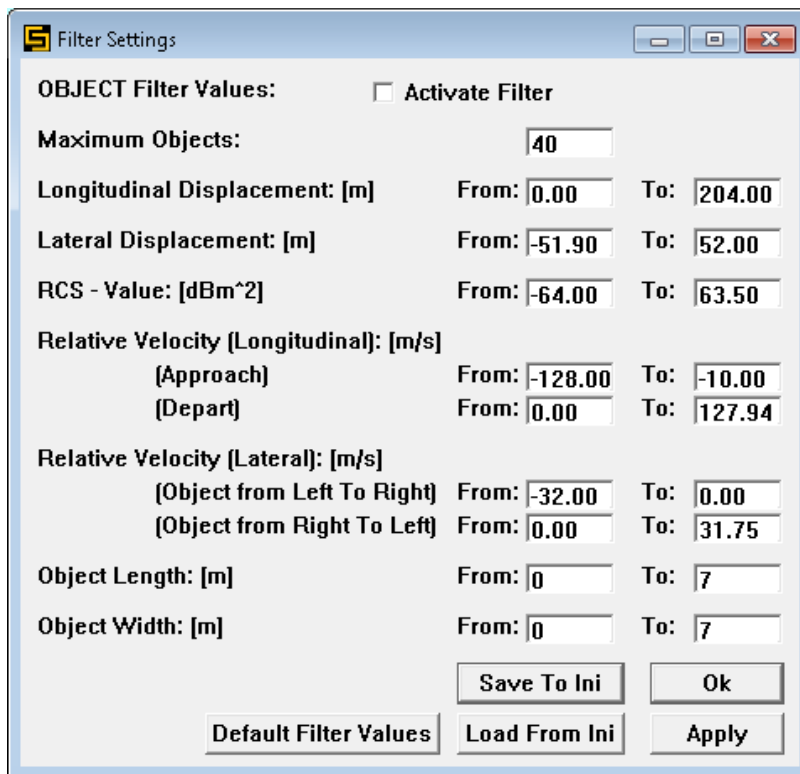 Filter Settings
OBJECT Filter Values: Activate Filter
Maximum Objects: 40
Longitudinal Displacement: [m] From: 0.00 To: 204.00
Lateral Displacement: [m] From: -51.90 To: 52.00
RCS - Value: [dBm^2] From: -64.00 To: 63.50
Relative Velocity (Longitudinal): [m/s]
(Approach) From: -128.00 To: -10.00
(Depart) From: 0.00 To: 127.94
Relative Velocity (Lateral): [m/s]
(Object from Left To Right) From: -32.00 To: 0.00
(Object from Right To Left) From: 0.00 To: 31.75
Object Length: [m] From: 0 To: 7
Object Width: [m] From: 0 To: 7
Save To Ini Ok
Default Filter Values Load From Ini Apply